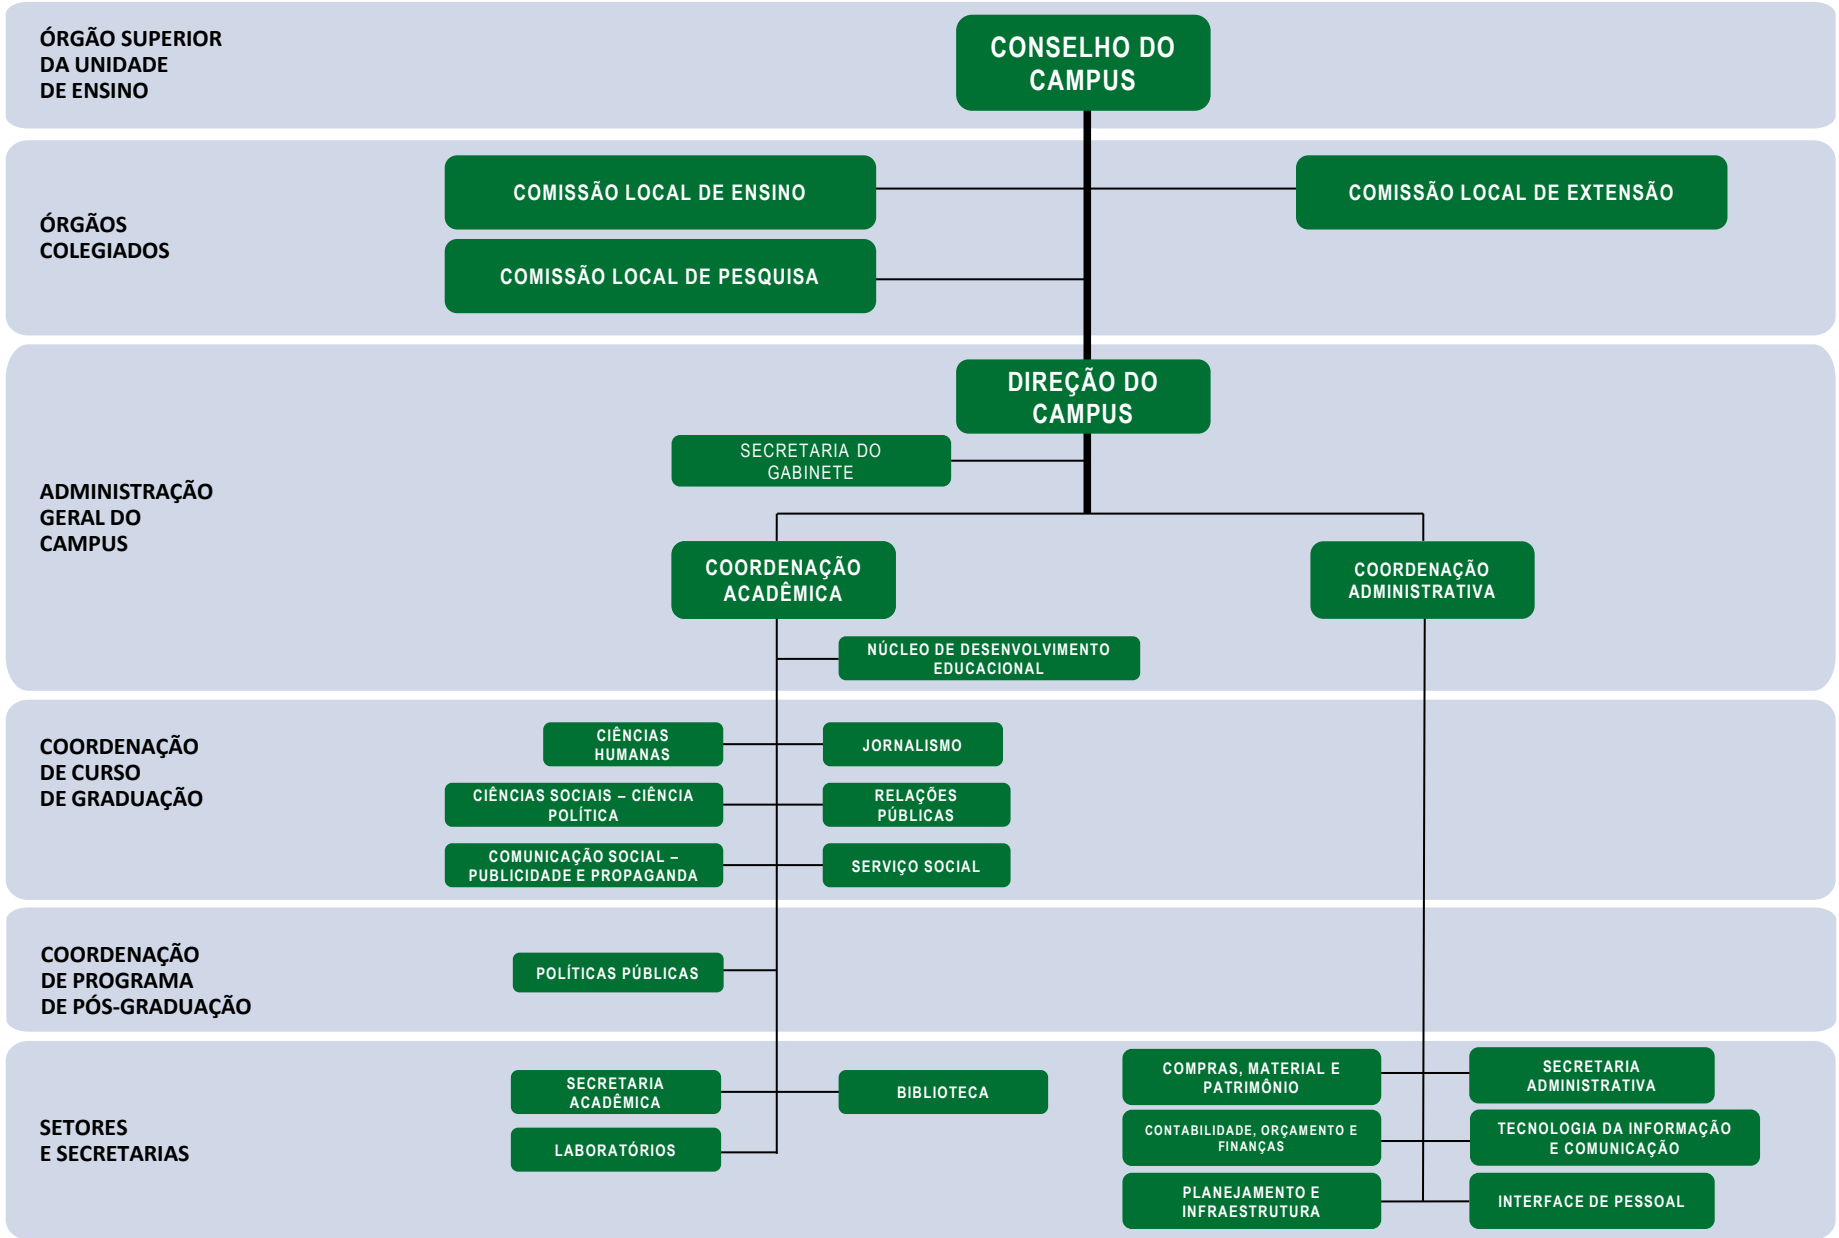 ÓRGÃO SUPERIOR
DA UNIDADE
DE ENSINO
CONSELHO DO
CAMPUS
ÓRGÃOS
COLEGIADOS
COMISSÃO LOCAL DE ENSINO
COMISSÃO LOCAL DE EXTENSÃO
COMISSÃO LOCAL DE PESQUISA
ADMINISTRAÇÃO
GERAL DO
CAMPUS
DIREÇÃO DO
CAMPUS
SECRETARIA DO
GABINETE
COORDENAÇÃO
ACADÊMICA
COORDENAÇÃO
ADMINISTRATIVA
NÚCLEO DE DESENVOLVIMENTO
EDUCACIONAL
COORDENAÇÃO
DE CURSO
DE GRADUAÇÃO
CIÊNCIAS
HUMANAS
JORNALISMO
CIÊNCIAS SOCIAIS – CIÊNCIA
POLÍTICA
RELAÇÕES
PÚBLICAS
COMUNICAÇÃO SOCIAL –
PUBLICIDADE E PROPAGANDA
SERVIÇO SOCIAL
COORDENAÇÃO
DE PROGRAMA
DE PÓS-GRADUAÇÃO
POLÍTICAS PÚBLICAS
SETORES
E SECRETARIAS
SECRETARIA
ACADÊMICA
BIBLIOTECA
LABORATÓRIOS
COMPRAS, MATERIAL E
PATRIMÔNIO
SECRETARIA
ADMINISTRATIVA
CONTABILIDADE, ORÇAMENTO E
FINANÇAS
TECNOLOGIA DA INFORMAÇÃO
E COMUNICAÇÃO
PLANEJAMENTO E
INFRAESTRUTURA
INTERFACE DE PESSOAL